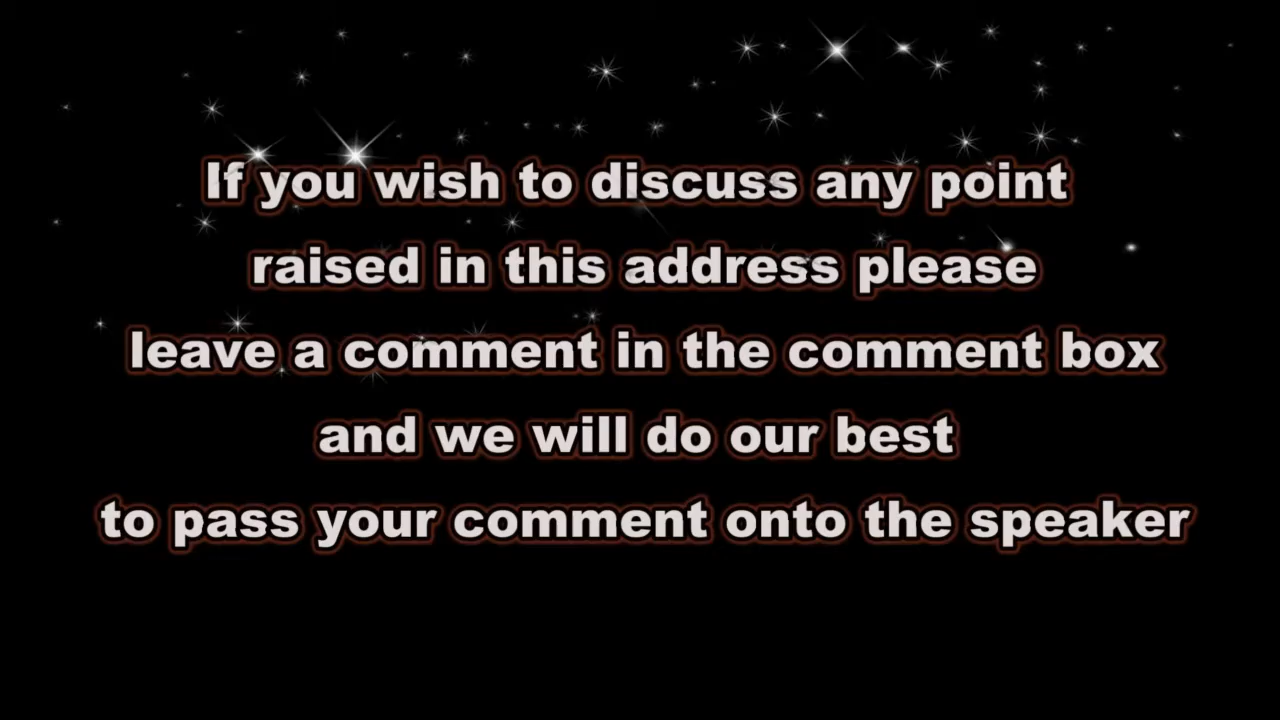 If you wish to discuss any point
raised in this address please
leave a comment in the comment box
and we will do our best
to pass your comment onto the speaker